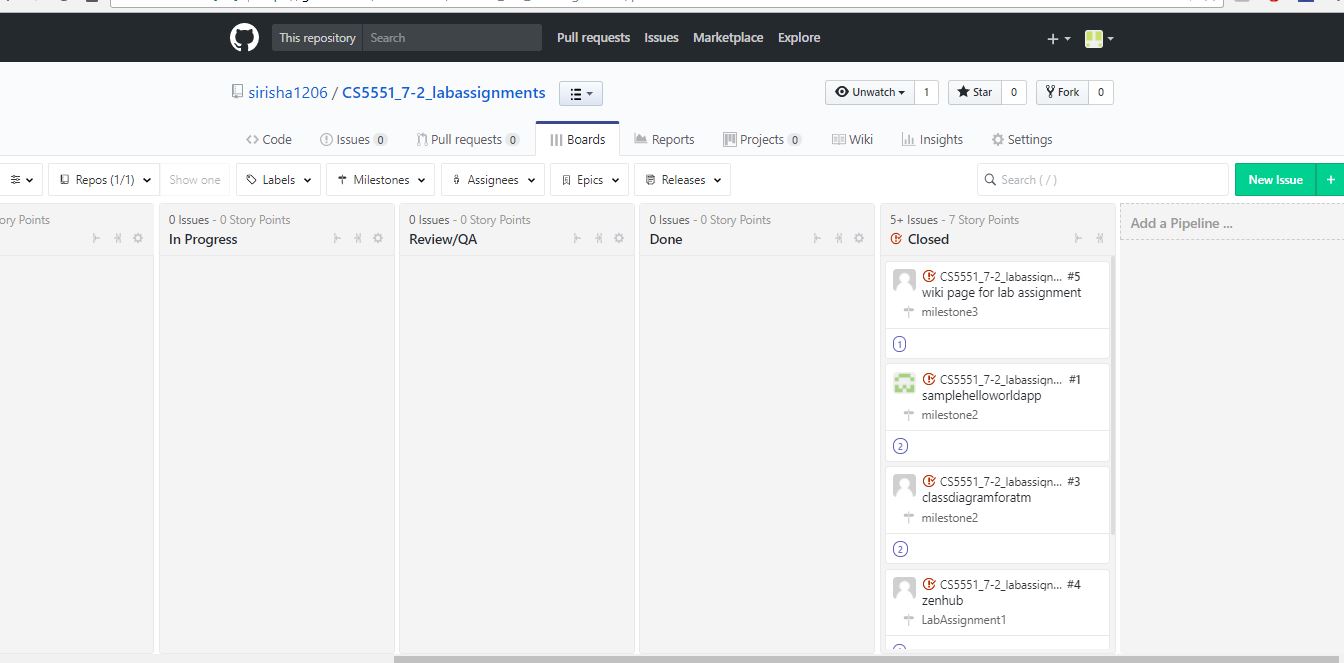 This repository Search Pull requests Issues Marketplace Explore
sirisha1206 / CS5551_7-2_labassignments Unwatch 1 Star 0 Fork 0
Code Issues 0 Pull requests 0 Boards Reports Projects 0 Wiki Insights Settings
Repos (1/1) Show one Labels Milestones Assignees Epics Releases Search ( / ) New Issue +
ory Points
0 Issues - 0 Story Points
In Progress
0 Issues - 0 Story Points
Review/QA
0 Issues - 0 Story Points
Done
5+ Issues - 7 Story Points
Closed
CS5551_7-2_labassign... #5
wiki page for lab assignment
milestone3
1
CS5551_7-2_labassign... #1
samplehelloworldapp
milestone2
2
CS5551_7-2_labassign... #3
classdiagramforatm
milestone2
2
CS5551_7-2_labassign... #4
zenhub
LabAssignment1
Add a Pipeline ...